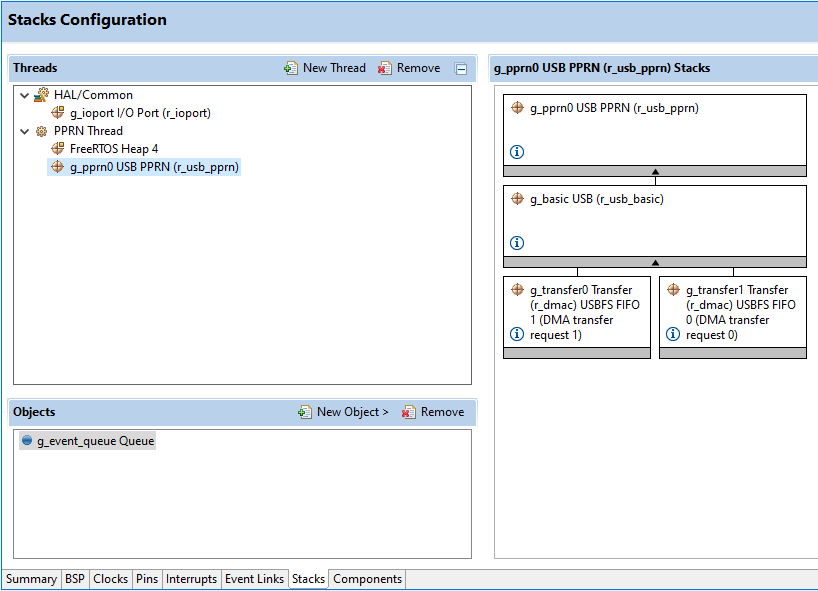 Stacks Configuration
Threads
New Thread
Remove
HAL/Common
g_ioport I/O Port (r_ioport)
PPRN Thread
FreeRTOS Heap 4
g_pprn0 USB PPRN (r_usb_pprn)
Objects
New Object >
Remove
g_event_queue Queue
g_pprn0 USB PPRN (r_usb_pprn) Stacks
g_pprn0 USB PPRN (r_usb_pprn)
g_basic USB (r_usb_basic)
g_transfer0 Transfer
(r_dmac) USBFS FIFO
1 (DMA transfer
request 1)
g_transfer1 Transfer
(r_dmac) USBFS FIFO
0 (DMA transfer
request 0)
Summary
BSP
Clocks
Pins
Interrupts
Event Links
Stacks
Components